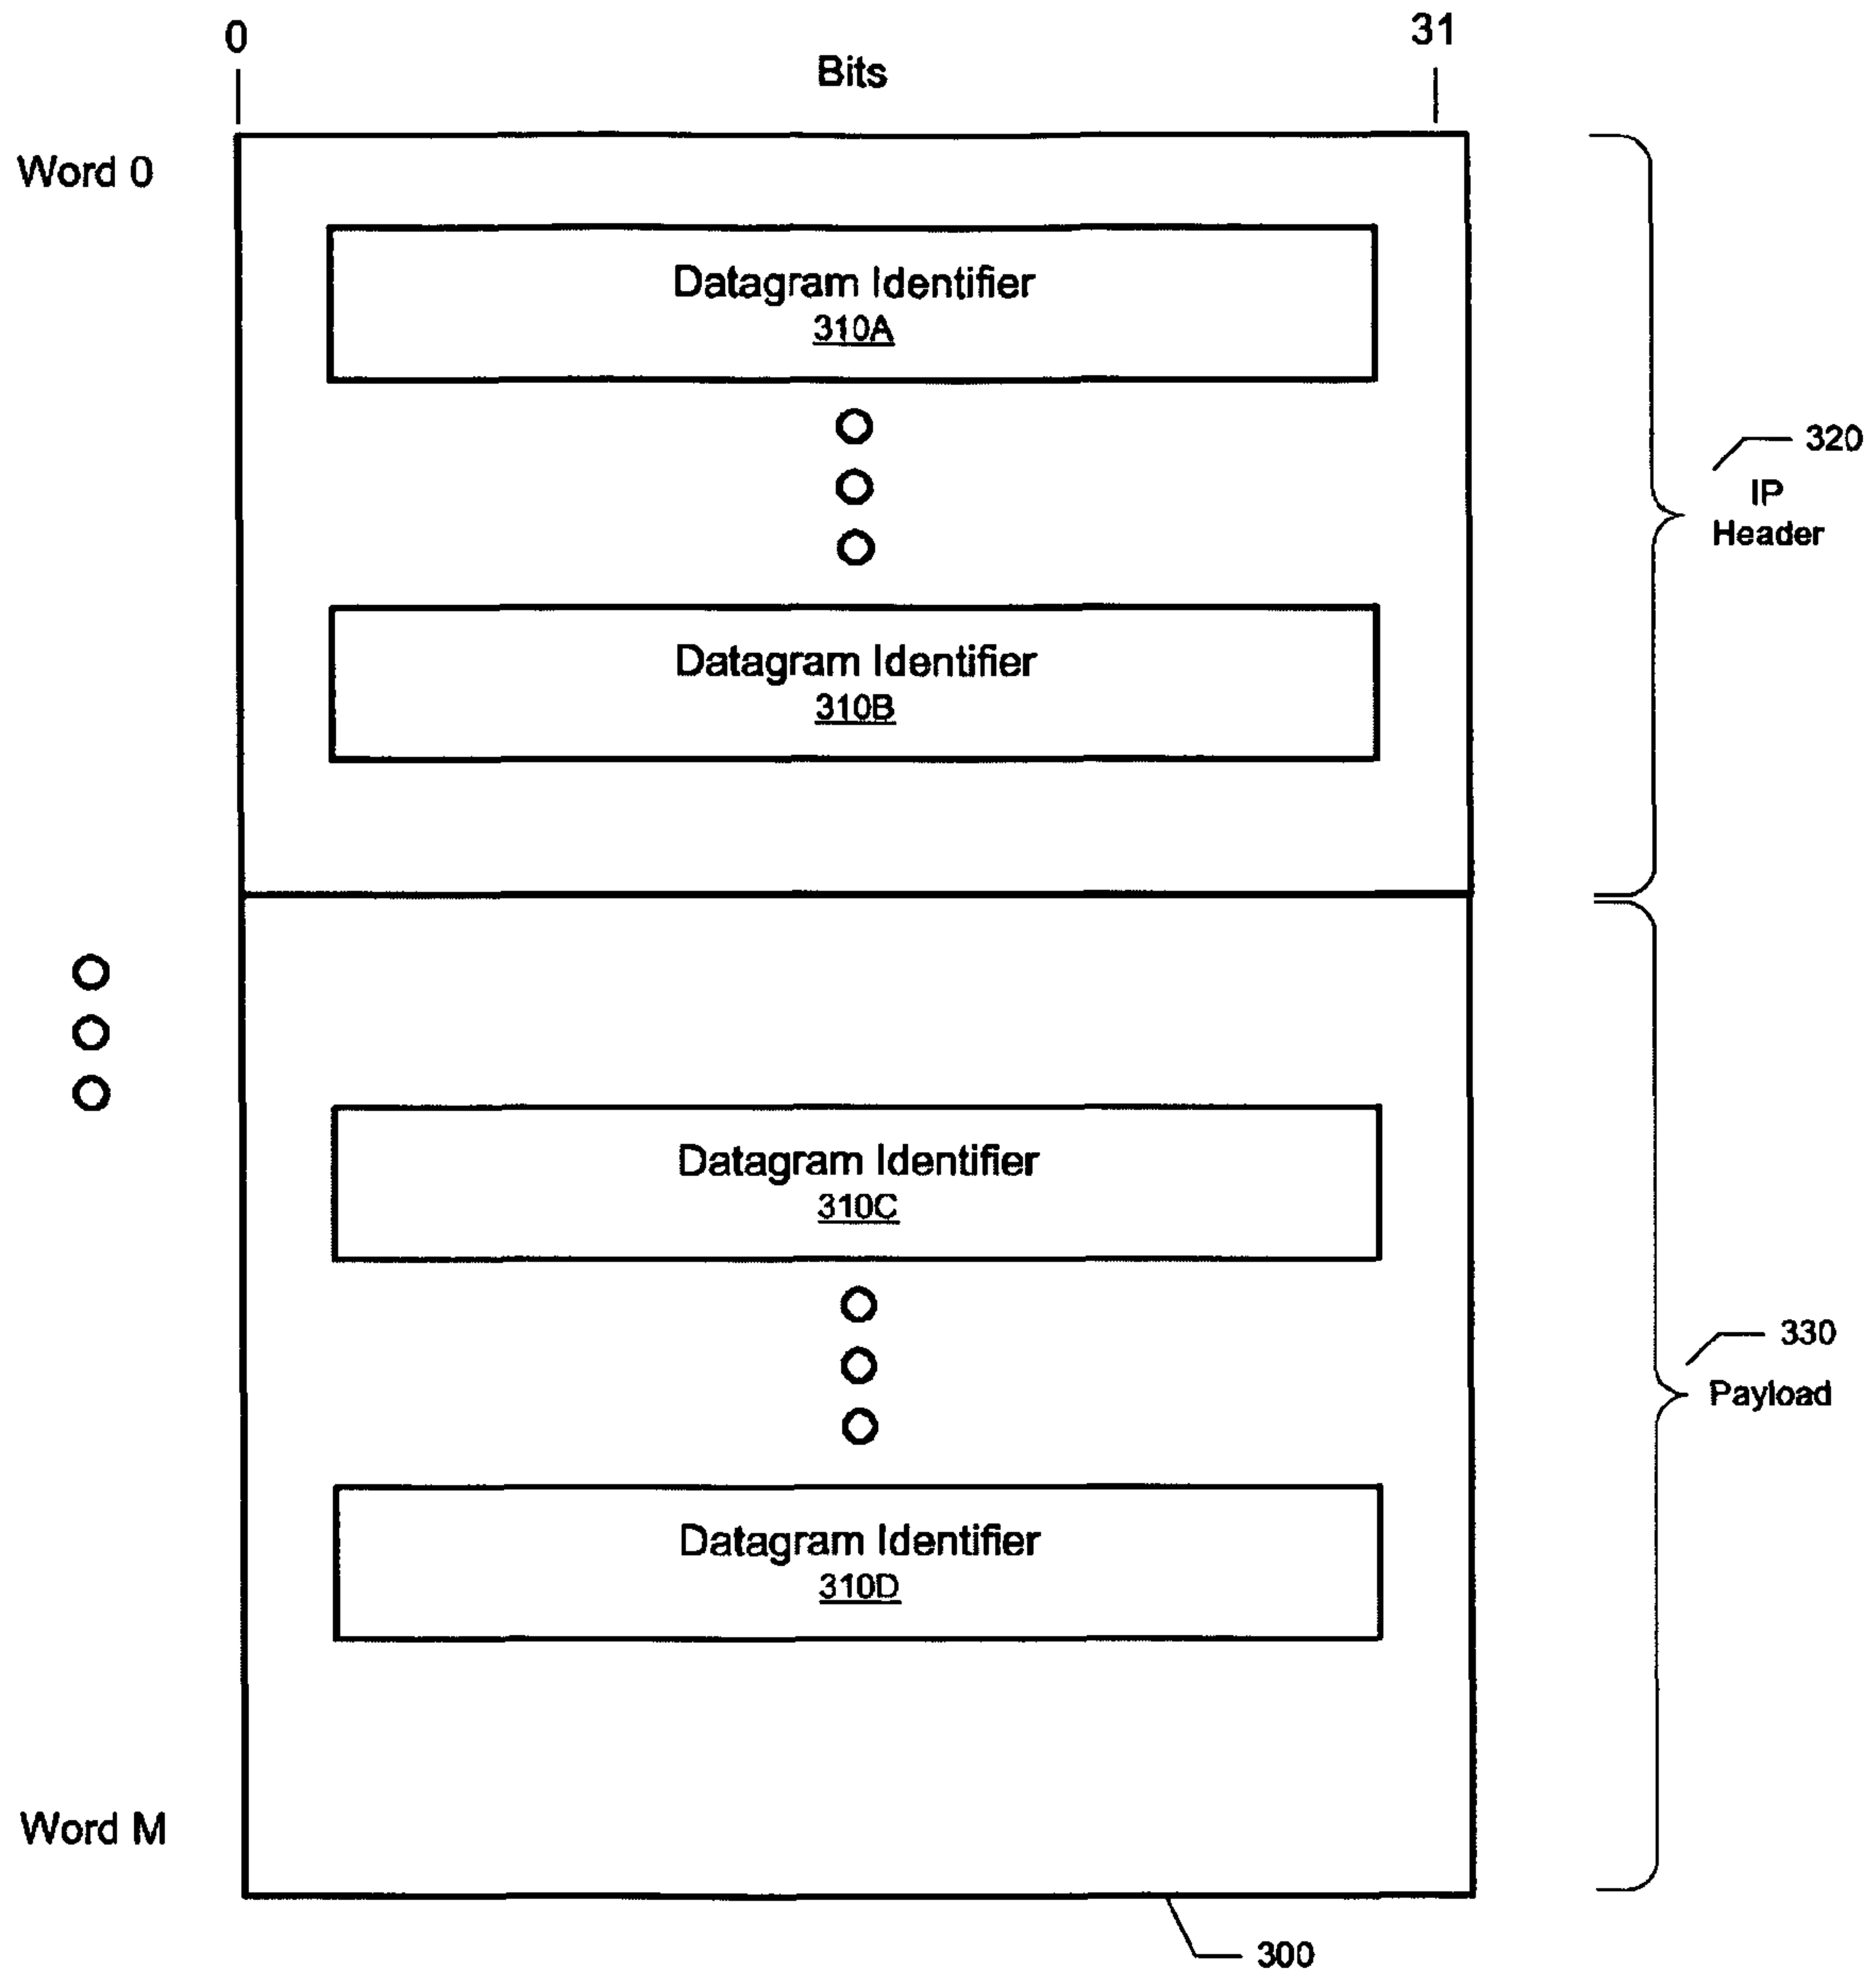 0
31
Bits
Word 0
Datagram Identifier
310A
320
IP
Header
Datagram Identifier
310B
Datagram Identifier
310C
330
Payload
Datagram Identifier
310D
Word M
300